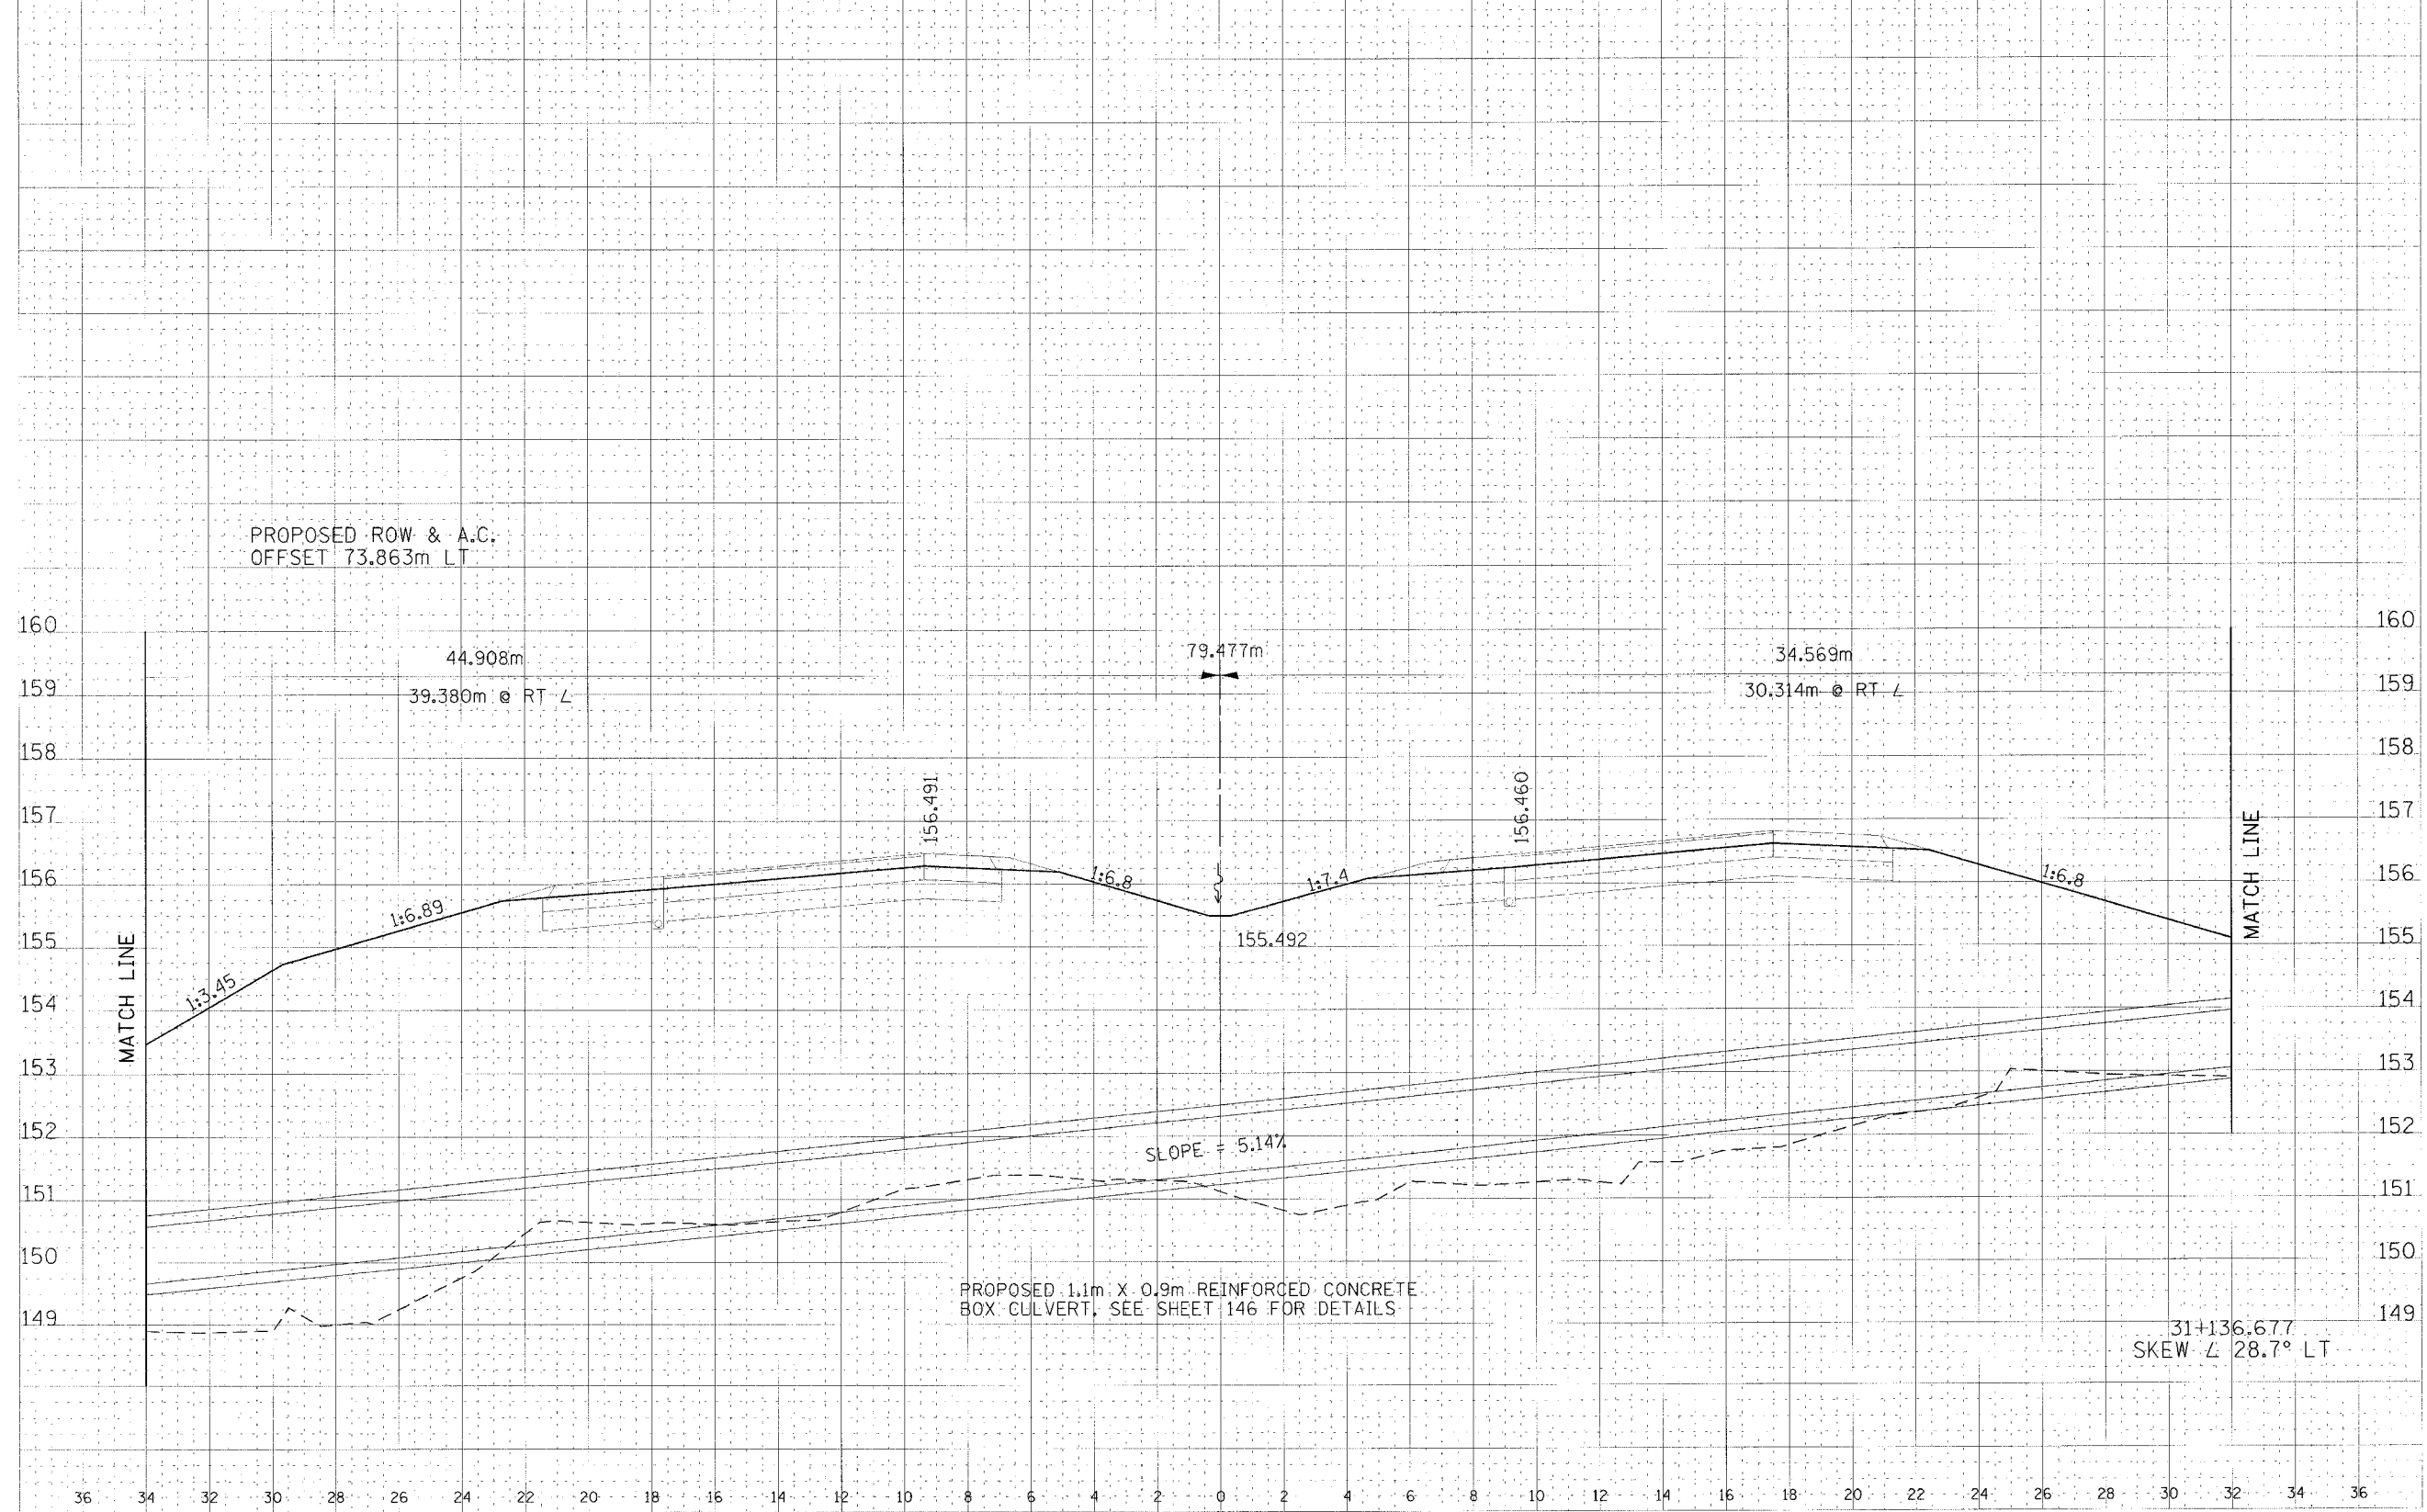 PROPOSED ROW & A.C.
OFFSET 73.863m LT
160 160
44.908m 79.477m 34.569m
159 39.380m @ RT ∠ 30.314m @ RT ∠ 159
158 158
156.491 156.460
157 157
MATCH LINE
156 1:6.8 1:7.4 1:6.8 156
1:6.89
155 155.492 155
MATCH LINE
1:3.45
154 154
153 153
152 152
SLOPE = 5.14%
151 151
150 150
PROPOSED 1.1m X 0.9m REINFORCED CONCRETE
BOX CULVERT, SEE SHEET 146 FOR DETAILS
149 149
31+136.677
SKEW ∠ 28.7° LT
36 34 32 30 28 26 24 22 20 18 16 14 12 10 8 6 4 2 0 2 4 6 8 10 12 14 16 18 20 22 24 26 28 30 32 34 36